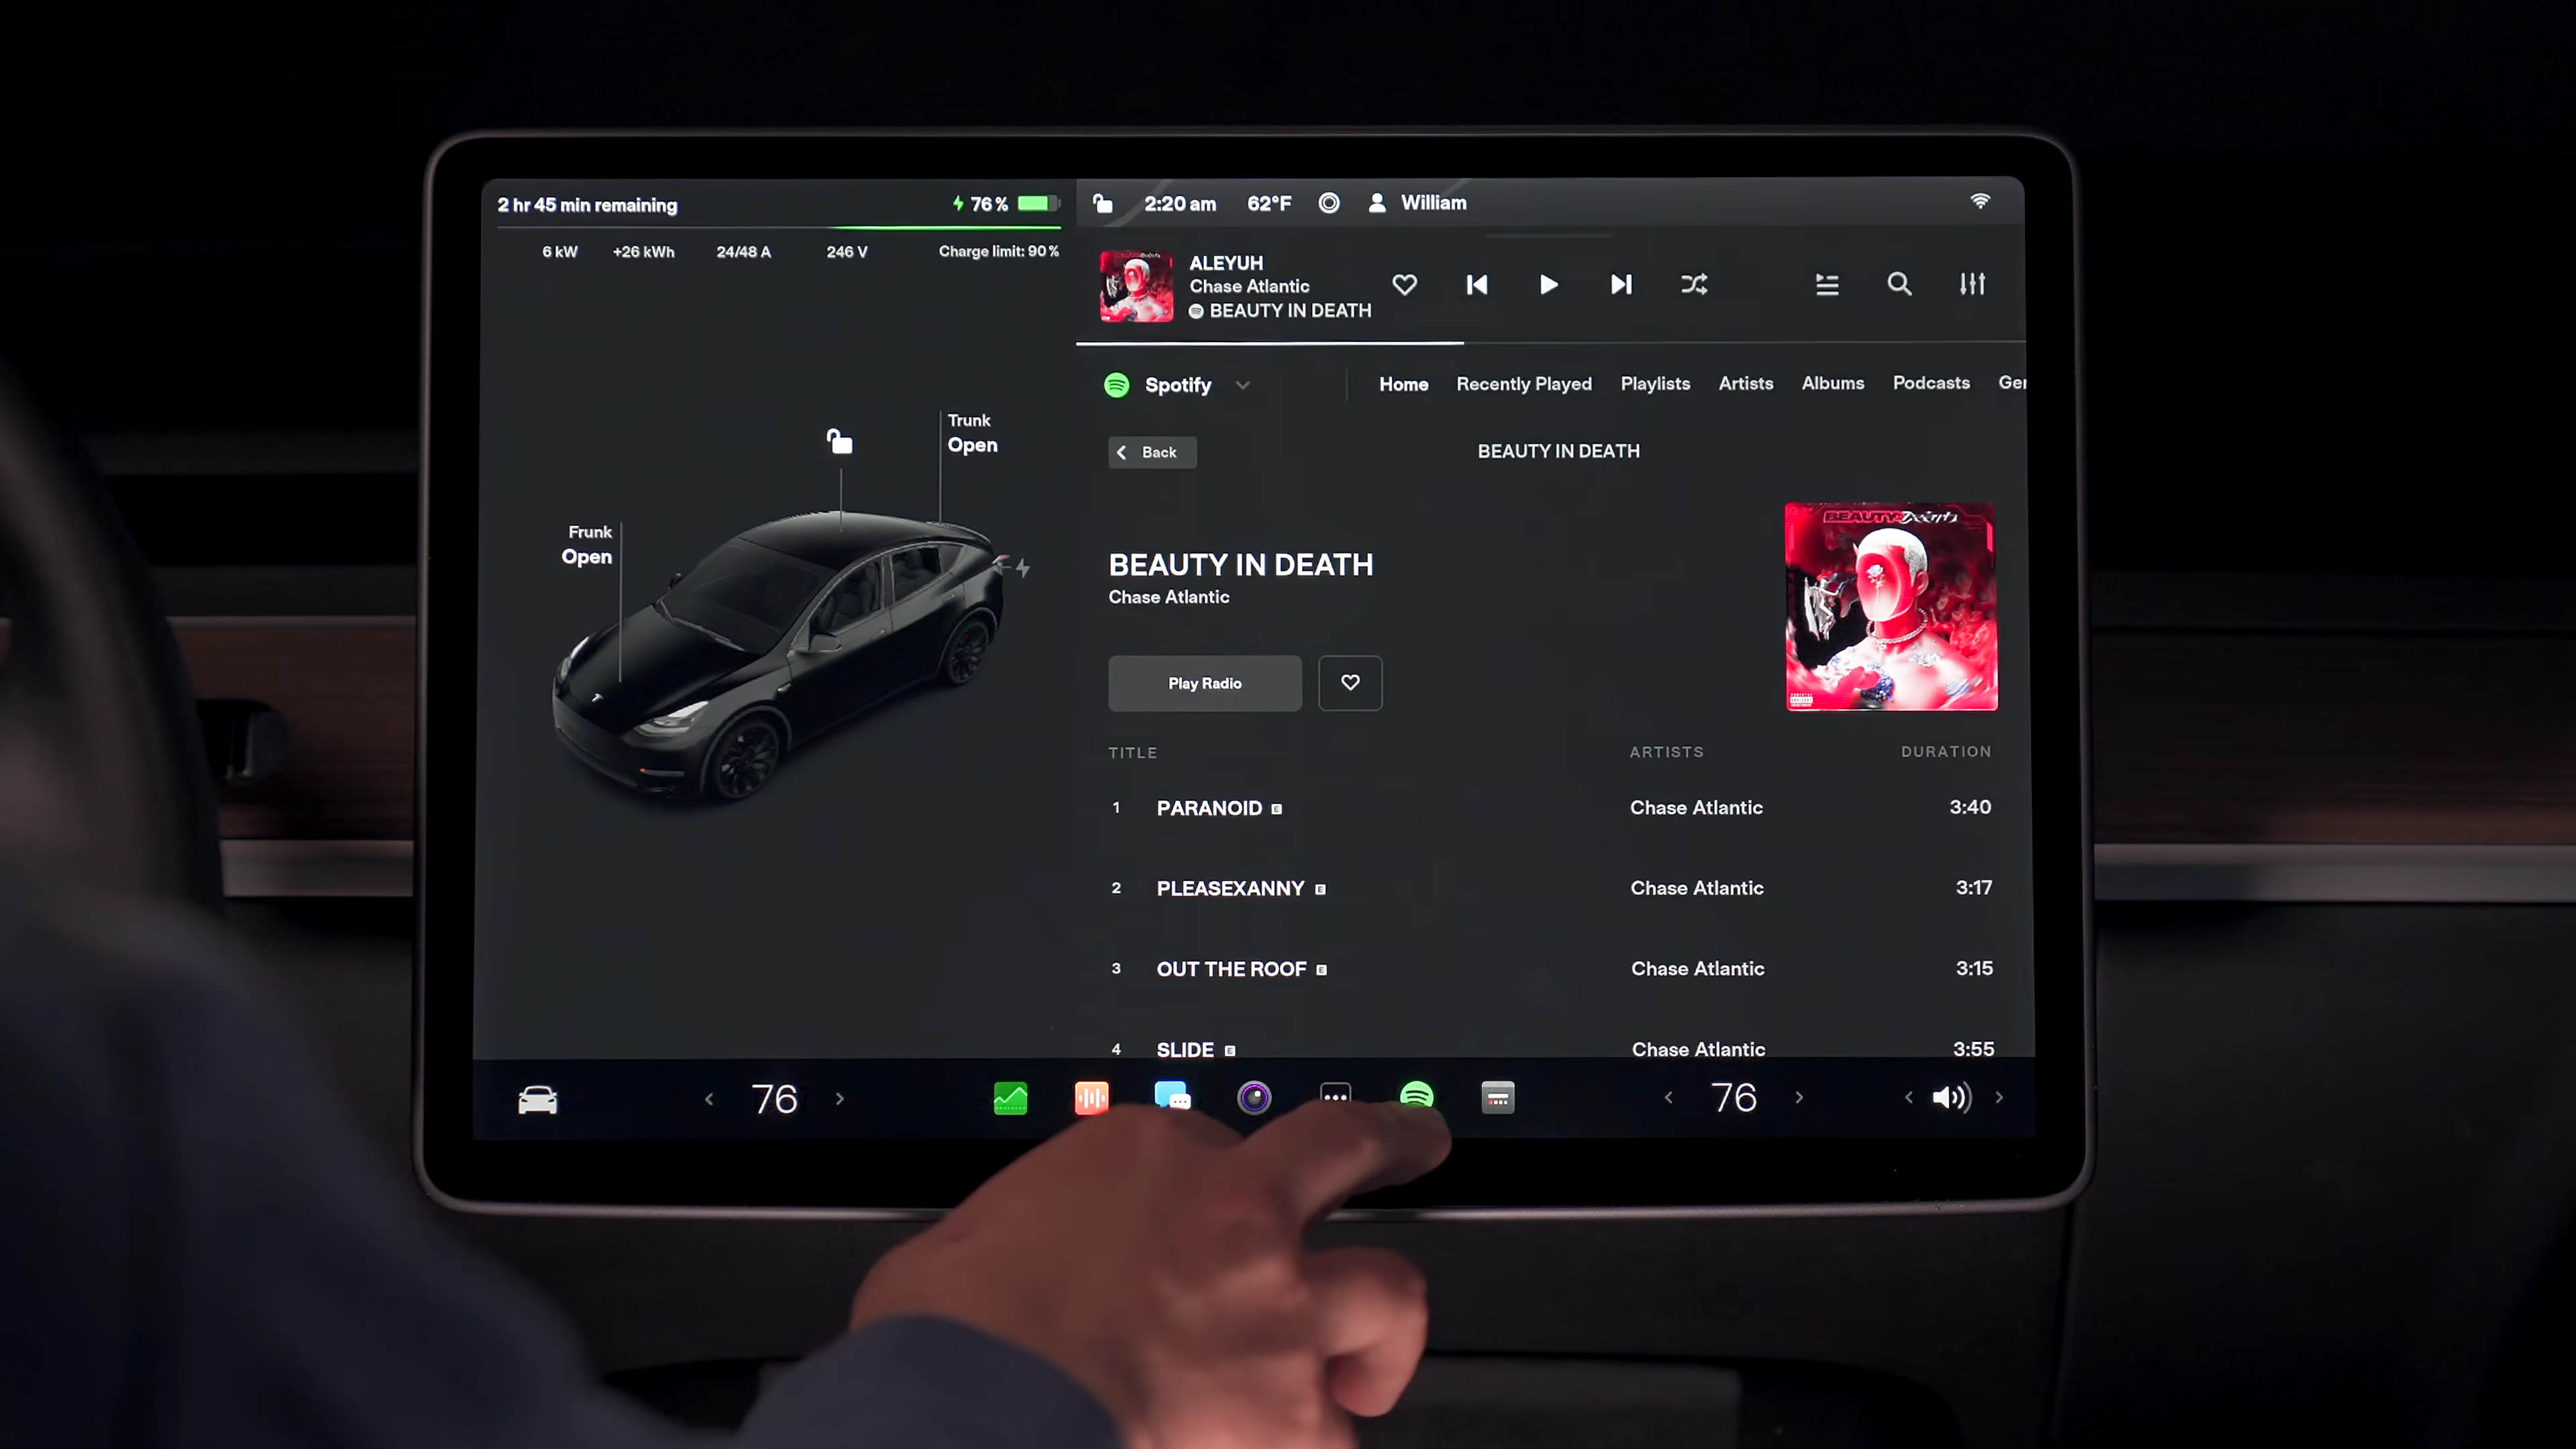 2 hr 45 min remaining
76 %
6 kW +26 kWh 24/48 A 246 V Charge limit: 90 %
Trunk
Open
Frunk
Open
2:20 am 62°F William
ALEYUH
Chase Atlantic
BEAUTY IN DEATH
Spotify Home Recently Played Playlists Artists Albums Podcasts Ger
Back BEAUTY IN DEATH
BEAUTY IN DEATH
Chase Atlantic
Play Radio
TITLE ARTISTS DURATION
1 PARANOID E Chase Atlantic 3:40
2 PLEASEXANNY E Chase Atlantic 3:17
3 OUT THE ROOF E Chase Atlantic 3:15
4 SLIDE E Chase Atlantic 3:55
76 76